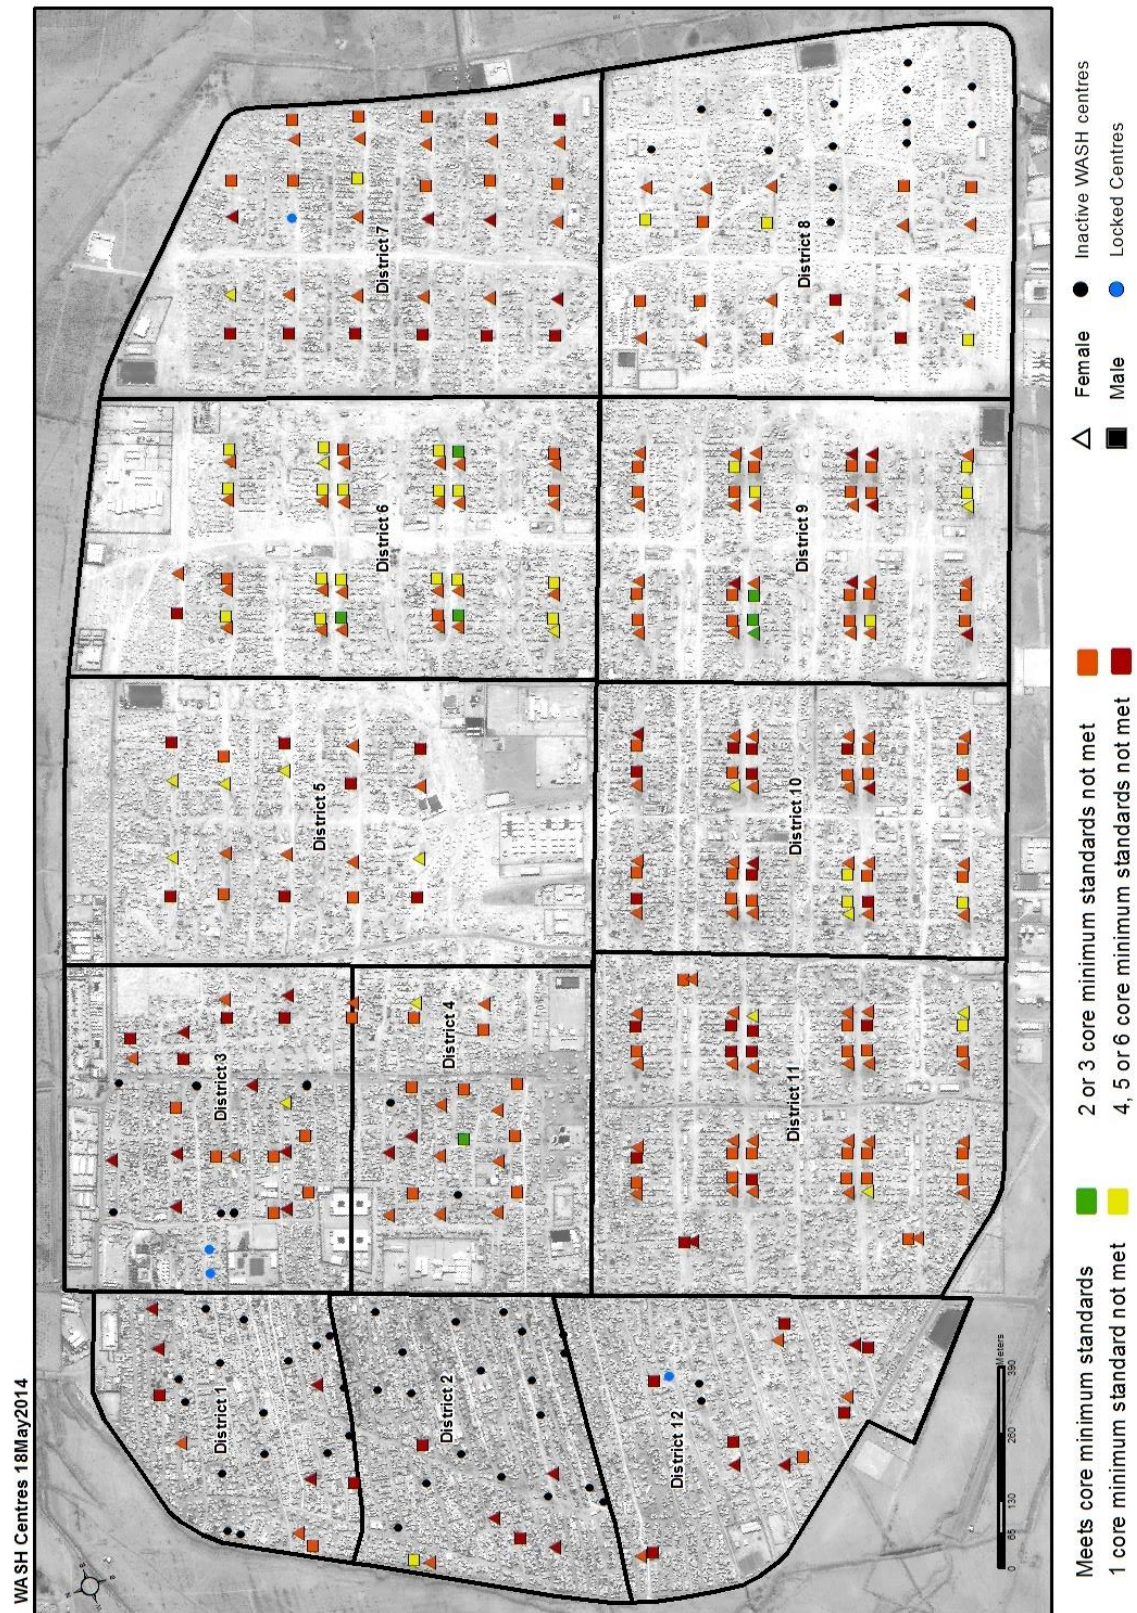 WASH Centres 18May2014
District 1
District 2
District 12
District 3
District 4
District 11
District 5
District 10
District 6
District 9
District 7
District 8
0 65 130 260 390
Meters
Meets core minimum standards
1 core minimum standard not met
2 or 3 core minimum standards not met
4, 5 or 6 core minimum standards not met
Female
Male
Inactive WASH centres
Locked Centres